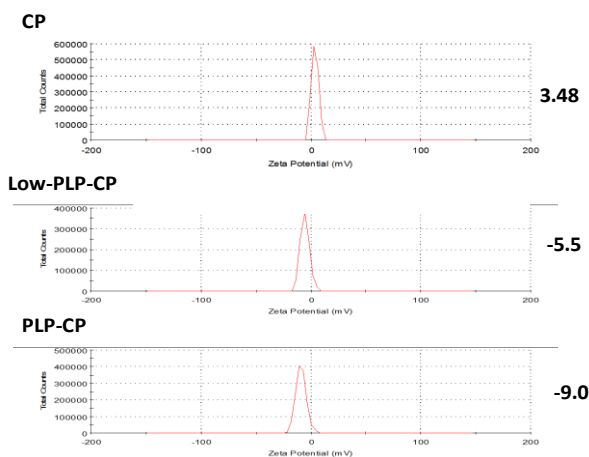 CP
600000
500000
400000
300000
200000
100000
0
Total Counts
-200 -100 0 100 200
Zeta Potential (mV)
3.48
Low-PLP-CP
400000
300000
200000
100000
0
Total Counts
-200 -100 0 100 200
Zeta Potential (mV)
-5.5
PLP-CP
500000
400000
300000
200000
100000
0
Total Counts
-200 -100 0 100 200
Zeta Potential (mV)
-9.0